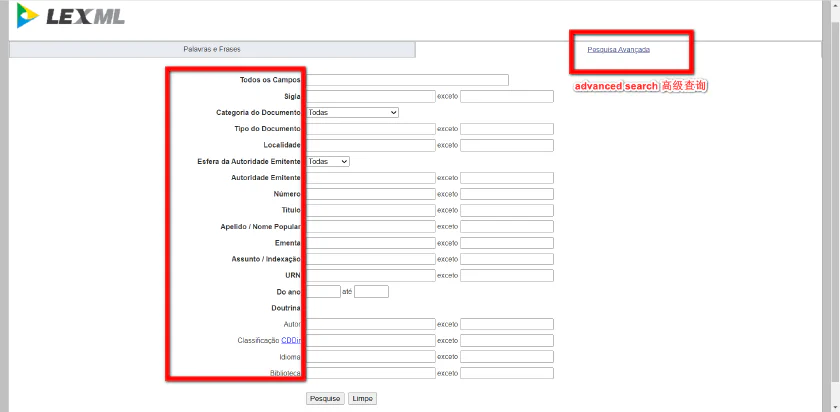 LEXML
Palavras e Frases
Pesquisa Avançada
advanced search 高级查询
Todos os Campos
Sigla exceto
Categoria do Documento Todas
Tipo do Documento exceto
Localidade exceto
Esfera da Autoridade Emitente Todas
Autoridade Emitente exceto
Número exceto
Título exceto
Apelido / Nome Popular exceto
Ementa exceto
Assunto / Indexação exceto
URN exceto
Do ano até
Doutrina
Autor exceto
Classificação CDDir exceto
Idioma exceto
Biblioteca exceto
Pesquise Limpe